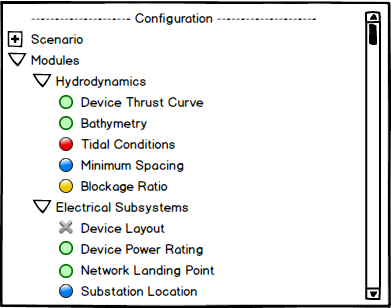 Configuration
Scenario
Modules
Hydrodynamics
Device Thrust Curve
Bathymetry
Tidal Conditions
Minimum Spacing
Blockage Ratio
Electrical Subsystems
Device Layout
Device Power Rating
Network Landing Point
Substation Location